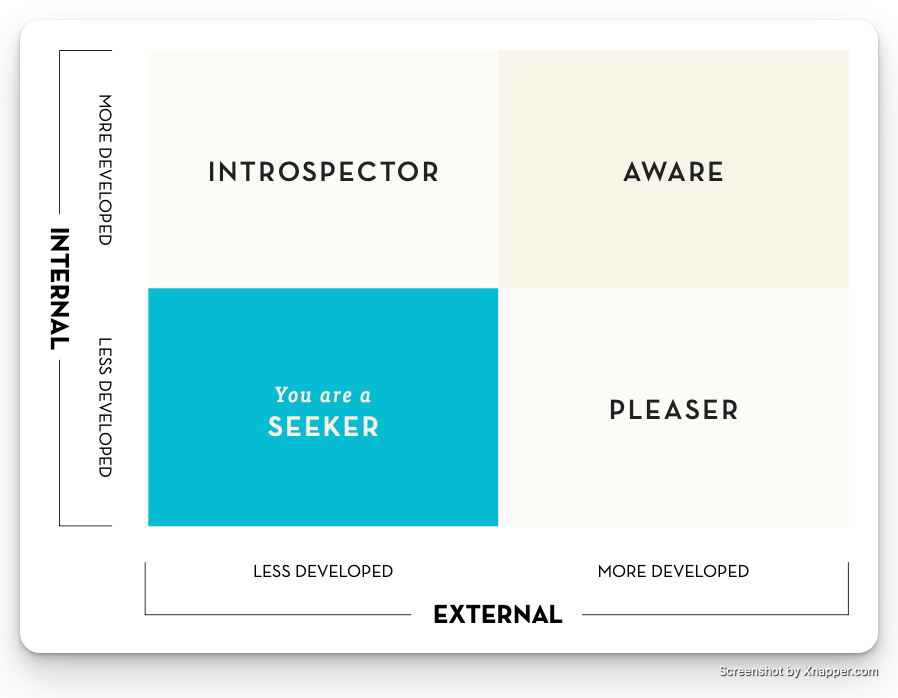 MORE DEVELOPED
INTROSPECTOR
AWARE
INTERNAL
LESS DEVELOPED
You are a
SEEKER
PLEASER
LESS DEVELOPED
MORE DEVELOPED
EXTERNAL
Screenshot by Xnapper.com